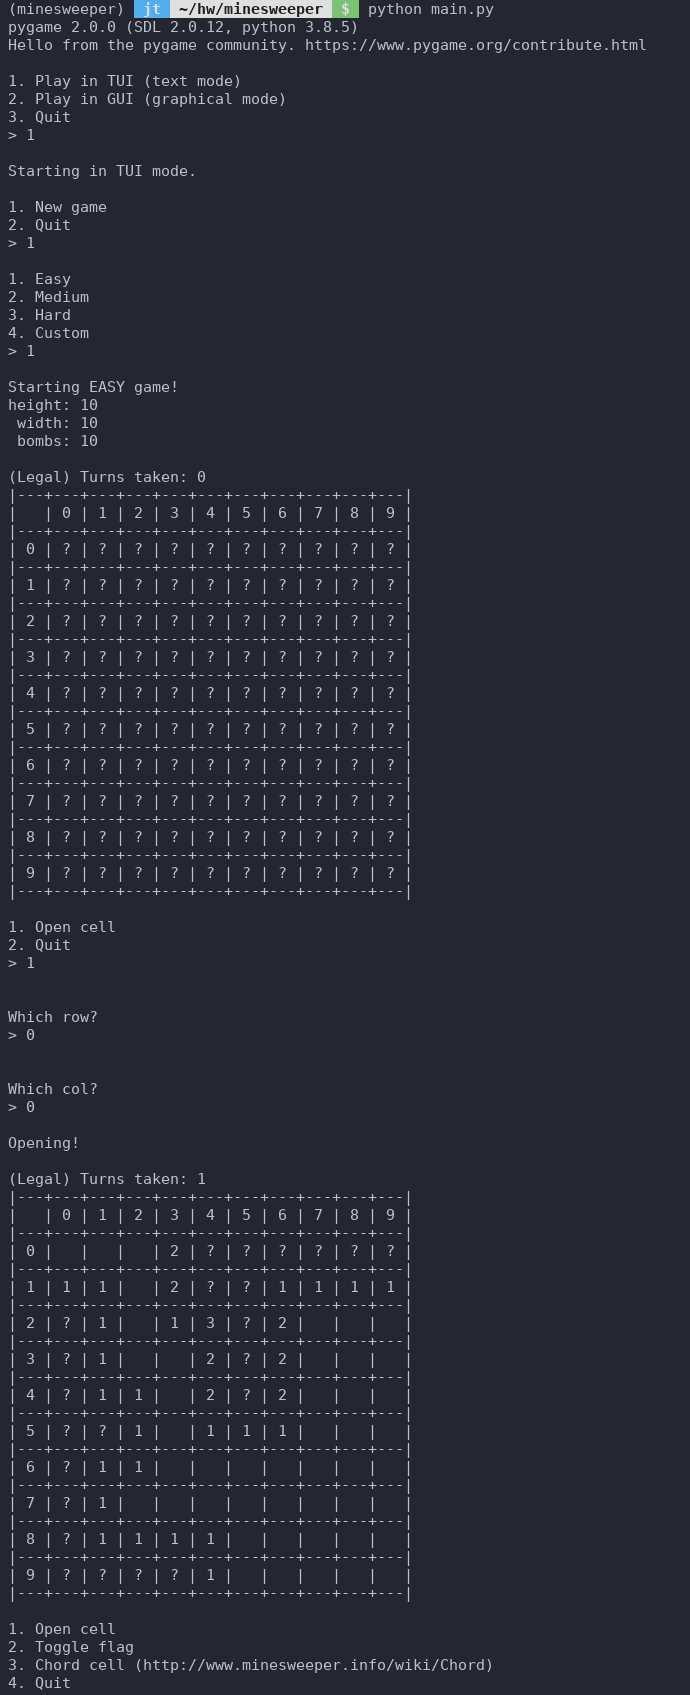 (minesweeper) jt ~/hw/minesweeper $ python main.py
pygame 2.0.0 (SDL 2.0.12, python 3.8.5)
Hello from the pygame community. https://www.pygame.org/contribute.html

1. Play in TUI (text mode)
2. Play in GUI (graphical mode)
3. Quit
> 1

Starting in TUI mode.

1. New game
2. Quit
> 1

1. Easy
2. Medium
3. Hard
4. Custom
> 1

Starting EASY game!
height: 10
 width: 10
 bombs: 10

(Legal) Turns taken: 0
|---+---+---+---+---+---+---+---+---+---+---|
|   | 0 | 1 | 2 | 3 | 4 | 5 | 6 | 7 | 8 | 9 |
|---+---+---+---+---+---+---+---+---+---+---|
| 0 | ? | ? | ? | ? | ? | ? | ? | ? | ? | ? |
|---+---+---+---+---+---+---+---+---+---+---|
| 1 | ? | ? | ? | ? | ? | ? | ? | ? | ? | ? |
|---+---+---+---+---+---+---+---+---+---+---|
| 2 | ? | ? | ? | ? | ? | ? | ? | ? | ? | ? |
|---+---+---+---+---+---+---+---+---+---+---|
| 3 | ? | ? | ? | ? | ? | ? | ? | ? | ? | ? |
|---+---+---+---+---+---+---+---+---+---+---|
| 4 | ? | ? | ? | ? | ? | ? | ? | ? | ? | ? |
|---+---+---+---+---+---+---+---+---+---+---|
| 5 | ? | ? | ? | ? | ? | ? | ? | ? | ? | ? |
|---+---+---+---+---+---+---+---+---+---+---|
| 6 | ? | ? | ? | ? | ? | ? | ? | ? | ? | ? |
|---+---+---+---+---+---+---+---+---+---+---|
| 7 | ? | ? | ? | ? | ? | ? | ? | ? | ? | ? |
|---+---+---+---+---+---+---+---+---+---+---|
| 8 | ? | ? | ? | ? | ? | ? | ? | ? | ? | ? |
|---+---+---+---+---+---+---+---+---+---+---|
| 9 | ? | ? | ? | ? | ? | ? | ? | ? | ? | ? |
|---+---+---+---+---+---+---+---+---+---+---|

1. Open cell
2. Quit
> 1


Which row?
> 0


Which col?
> 0

Opening!

(Legal) Turns taken: 1
|---+---+---+---+---+---+---+---+---+---+---|
|   | 0 | 1 | 2 | 3 | 4 | 5 | 6 | 7 | 8 | 9 |
|---+---+---+---+---+---+---+---+---+---+---|
| 0 |   |   |   | 2 | ? | ? | ? | ? | ? | ? |
|---+---+---+---+---+---+---+---+---+---+---|
| 1 | 1 | 1 |   | 2 | ? | ? | 1 | 1 | 1 | 1 |
|---+---+---+---+---+---+---+---+---+---+---|
| 2 | ? | 1 |   | 1 | 3 | ? | 2 |   |   |   |
|---+---+---+---+---+---+---+---+---+---+---|
| 3 | ? | 1 |   |   | 2 | ? | 2 |   |   |   |
|---+---+---+---+---+---+---+---+---+---+---|
| 4 | ? | 1 | 1 |   | 2 | ? | 2 |   |   |   |
|---+---+---+---+---+---+---+---+---+---+---|
| 5 | ? | ? | 1 |   | 1 | 1 | 1 |   |   |   |
|---+---+---+---+---+---+---+---+---+---+---|
| 6 | ? | 1 | 1 |   |   |   |   |   |   |   |
|---+---+---+---+---+---+---+---+---+---+---|
| 7 | ? | 1 |   |   |   |   |   |   |   |   |
|---+---+---+---+---+---+---+---+---+---+---|
| 8 | ? | 1 | 1 | 1 | 1 |   |   |   |   |   |
|---+---+---+---+---+---+---+---+---+---+---|
| 9 | ? | ? | ? | ? | 1 |   |   |   |   |   |
|---+---+---+---+---+---+---+---+---+---+---|

1. Open cell
2. Toggle flag
3. Chord cell (http://www.minesweeper.info/wiki/Chord)
4. Quit